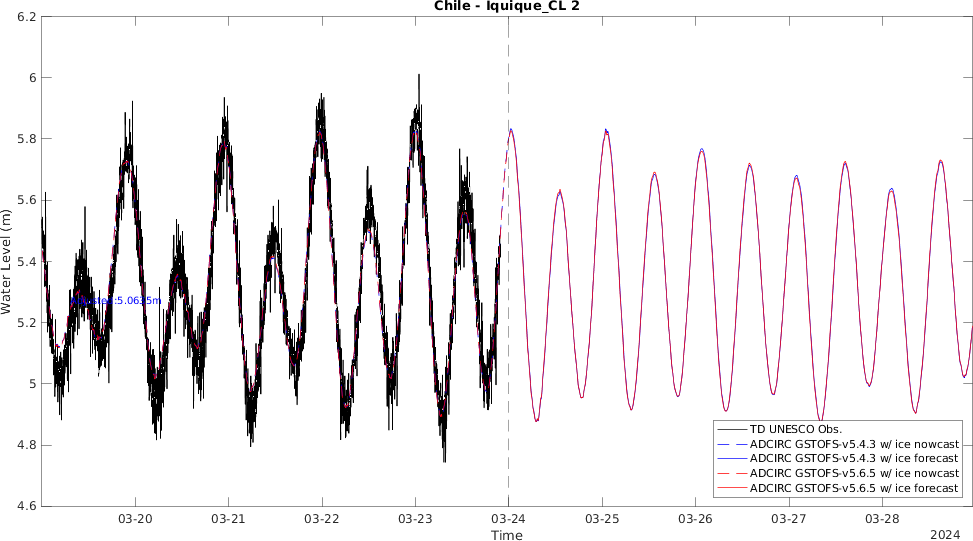 Chile - Iquique_CL 2
6.2
6
5.8
5.6
5.4
5.2
5
4.8
4.6
Water Level (m)
:5.0635m
TD UNESCO Obs.
ADCIRC GSTOFS-v5.4.3 w/ ice nowcast
ADCIRC GSTOFS-v5.4.3 w/ ice forecast
ADCIRC GSTOFS-v5.6.5 w/ ice nowcast
ADCIRC GSTOFS-v5.6.5 w/ ice forecast
03-20
03-21
03-22
03-23
03-24
03-25
03-26
03-27
03-28
Time
2024